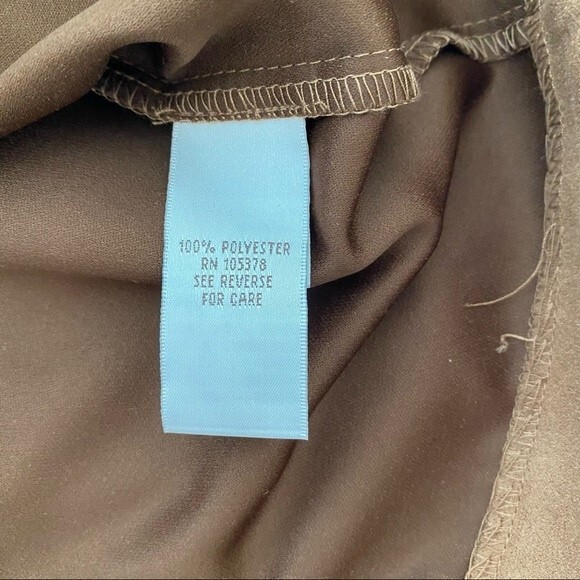 100% POLYESTER
RN 105378
SEE REVERSE
FOR CARE